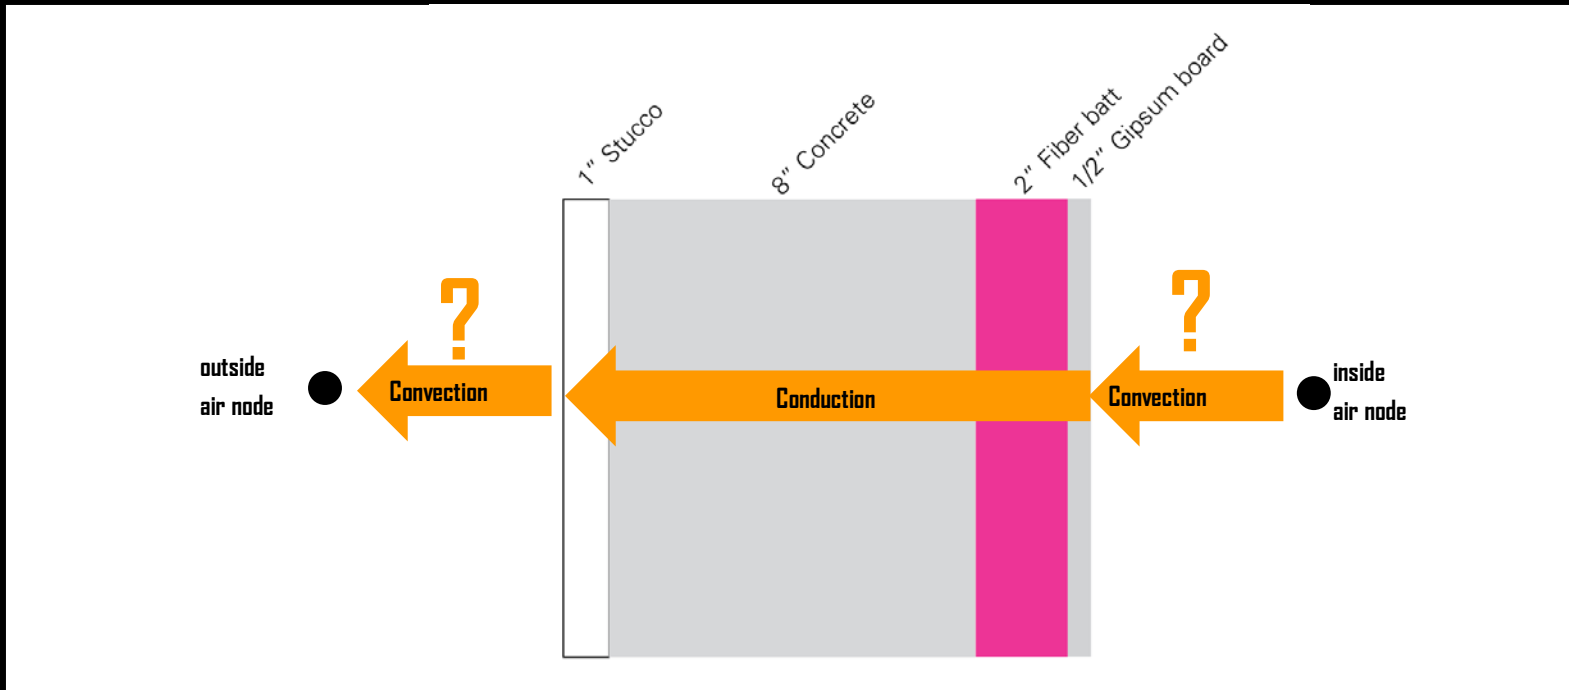 1" Stucco
8" Concrete
2" Fiber batt
1/2" Gipsum board
?
?
outside
air node
Convection
Conduction
Convection
inside
air node